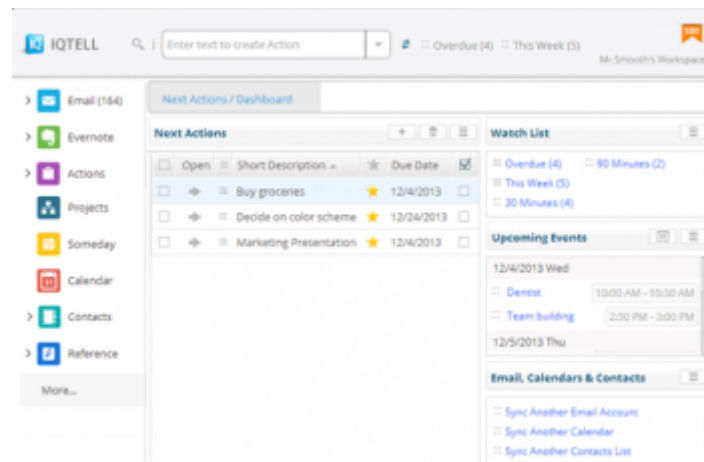 500
IQTELL
Enter text to create Action
Overdue (4)
This Week (5)
Mr.Smooth's Workspace
Email (164)
Evernote
Actions
Projects
Someday
Calendar
Contacts
Reference
More...
Next Actions / Dashboard
Next Actions
Open Short Description Due Date
Buy groceries 12/4/2013
Decide on color scheme 12/24/2013
Marketing Presentation 12/4/2013
Watch List
Overdue (4) 90 Minutes (2)
This Week (5)
30 Minutes (4)
Upcoming Events
12/4/2013 Wed
Dentist 10:00 AM - 10:30 AM
Team building 2:30 PM - 3:00 PM
12/5/2013 Thu
Email, Calendars & Contacts
Sync Another Email Account
Sync Another Calendar
Sync Another Contacts List